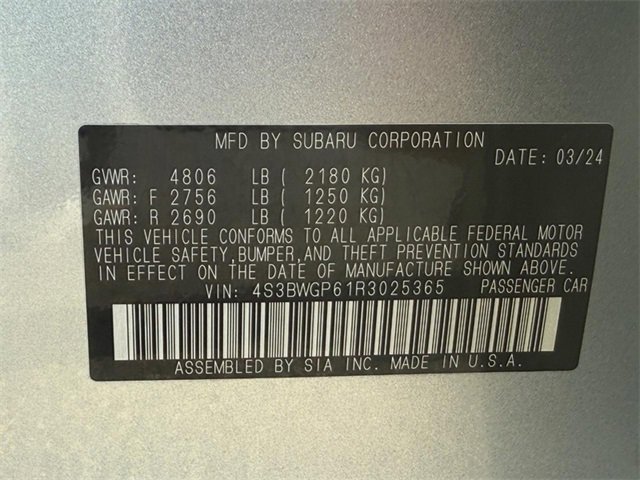 MFD BY SUBARU CORPORATION
DATE: 03/24
GVWR: 4806 LB ( 2180 KG)
GAWR: F 2756 LB ( 1250 KG)
GAWR: R 2690 LB ( 1220 KG)
THIS VEHICLE CONFORMS TO ALL APPLICABLE FEDERAL MOTOR
VEHICLE SAFETY, BUMPER, AND THEFT PREVENTION STANDARDS
IN EFFECT ON THE DATE OF MANUFACTURE SHOWN ABOVE.
VIN: 4S3BWGP61R3025365 PASSENGER CAR
ASSEMBLED BY SIA INC. MADE IN U.S.A.